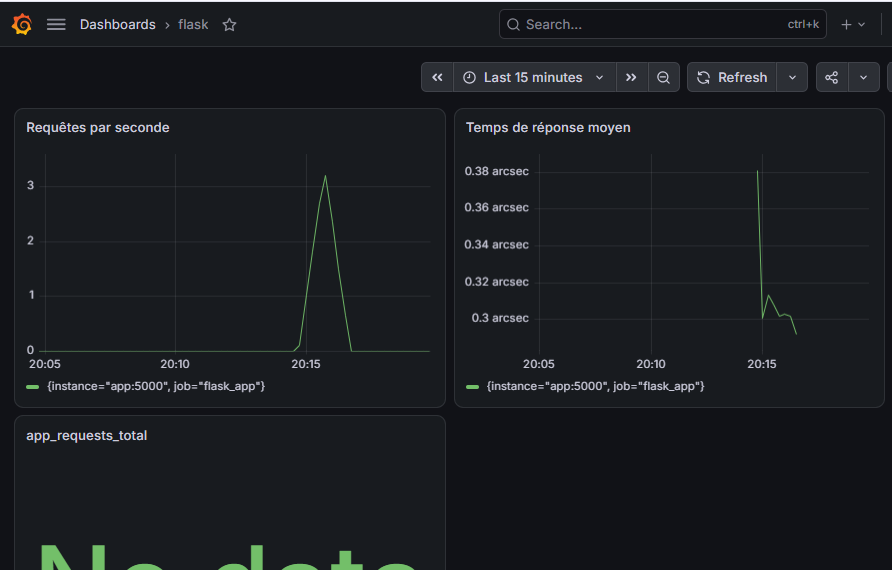 Dashboards › flask
Search... ctrl+k
Last 15 minutes
Refresh
Requêtes par seconde
3
2
1
0
20:05 20:10 20:15
{instance="app:5000", job="flask_app"}
Temps de réponse moyen
0.38 arcsec
0.36 arcsec
0.34 arcsec
0.32 arcsec
0.3 arcsec
20:05 20:10 20:15
{instance="app:5000", job="flask_app"}
app_requests_total
No data